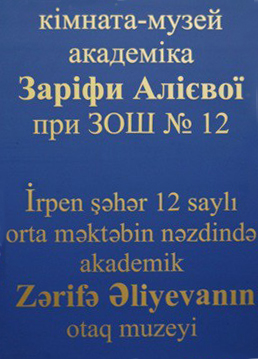 кімната-музей
академіка
Заріфи Алієвої
при ЗОШ № 12
İrpen şəhər 12 saylı
orta məktəbin nəzdində
akademik
Zərifə Əliyevanın
otaq muzeyi